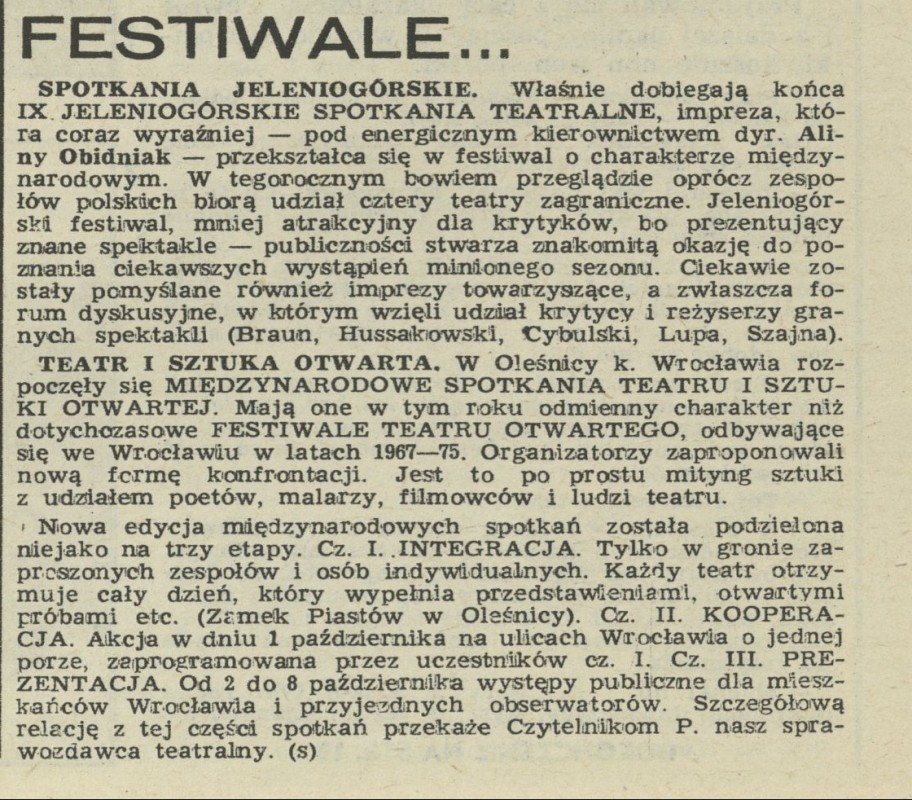 FESTIWALE...
SPOTKANIA JELENIOGÓRSKIE. Właśnie dobiegają końca
IX JELENIOGÓRSKIE SPOTKANIA TEATRALNE, impreza, któ-
ra coraz wyraźniej — pod energicznym kierownictwem dyr. Ali-
ny Obidniak — przekształca się w festiwal o charakterze między-
narodowym. W tegorocznym bowiem przeglądzie oprócz zespo-
łów polskich biorą udział cztery teatry zagraniczne. Jeleniogór-
ski festiwal, mniej atrakcyjny dla krytyków, bo prezentujący
znane spektakle — publiczności stwarza znakomitą okazję do po-
znania ciekawszych wystąpień minionego sezonu. Ciekawie zo-
stały pomyślane również imprezy towarzyszące, a zwłaszcza fo-
rum dyskusyjne, w którym wzięli udział krytycy i reżyserzy gra-
nych spektakli (Braun, Hussakowski, Cybulski, Lupa, Szajna).
TEATR I SZTUKA OTWARTA. W Oleśnicy k. Wrocławia roz-
poczęły się MIĘDZYNARODOWE SPOTKANIA TEATRU I SZTU-
KI OTWARTEJ. Mają one w tym roku odmienny charakter niż
dotychczasowe FESTIWALE TEATRU OTWARTEGO, odbywające
się we Wrocławiu w latach 1967—75. Organizatorzy zaproponowali
nową formę konfrontacji. Jest to po prostu mityng sztuki
z udziałem poetów, malarzy, filmowców i ludzi teatru.
Nowa edycja międzynarodowych spotkań została podzielona
niejako na trzy etapy. Cz. I. INTEGRACJA. Tylko w gronie za-
proszonych zespołów i osób indywidualnych. Każdy teatr otrzy-
muje cały dzień, który wypełnia przedstawieniami, otwartymi
próbami etc. (Zamek Piastów w Oleśnicy). Cz. II. KOOPERA-
CJA. Akcja w dniu 1 października na ulicach Wrocławia o jednej
porze, zaprogramowana przez uczestników cz. I. Cz. III. PRE-
ZENTACJA. Od 2 do 8 października występy publiczne dla miesz-
kańców Wrocławia i przyjezdnych obserwatorów. Szczegółową
relację z tej części spotkań przekaże Czytelnikom P. nasz spra-
wozdawca teatralny. (s)